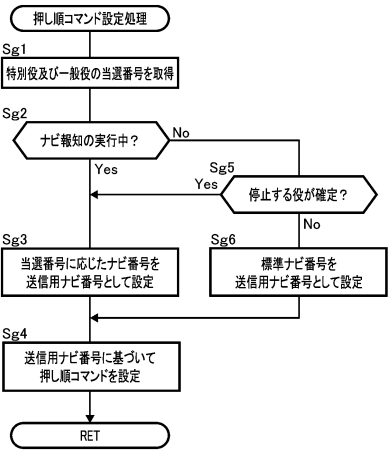 押し順コマンド設定処理
Sg1
特別役及び一般役の当選番号を取得
Sg2
ナビ報知の実行中？
No
Yes
Sg5
Yes
停止する役が確定？
No
Sg3
当選番号に応じたナビ番号を
送信用ナビ番号として設定
Sg6
標準ナビ番号を
送信用ナビ番号として設定
Sg4
送信用ナビ番号に基づいて
押し順コマンドを設定
RET